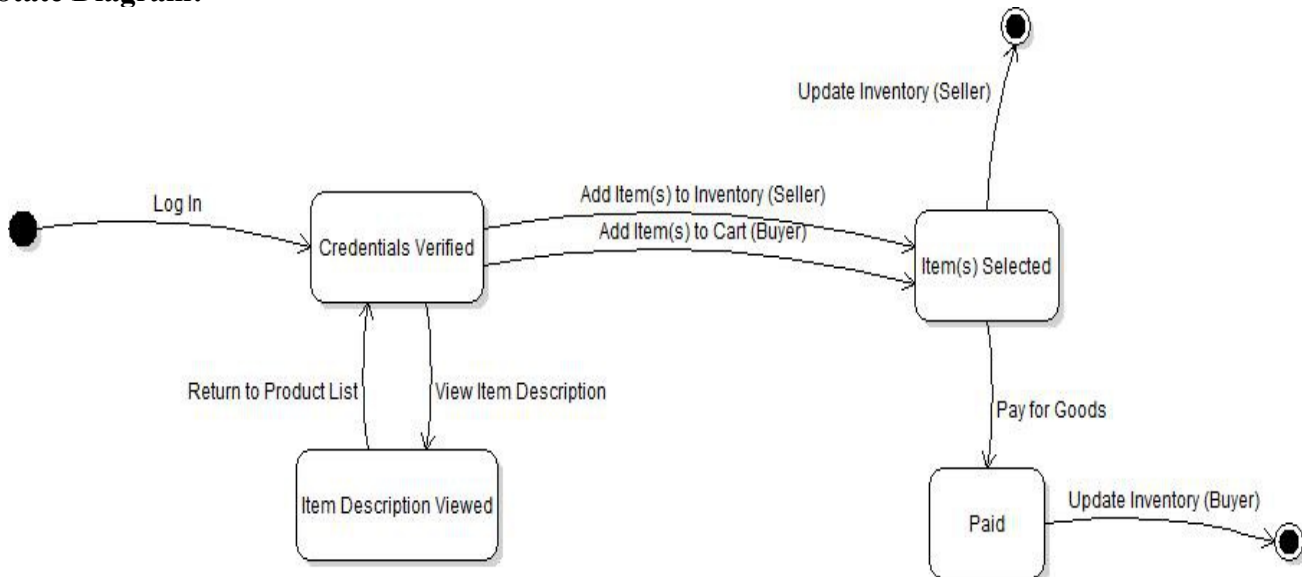 State Diagram:
Update Inventory (Seller)
Log In
Add Item(s) to Inventory (Seller)
Add Item(s) to Cart (Buyer)
Credentials Verified
Item(s) Selected
Return to Product List
View Item Description
Pay for Goods
Item Description Viewed
Update Inventory (Buyer)
Paid